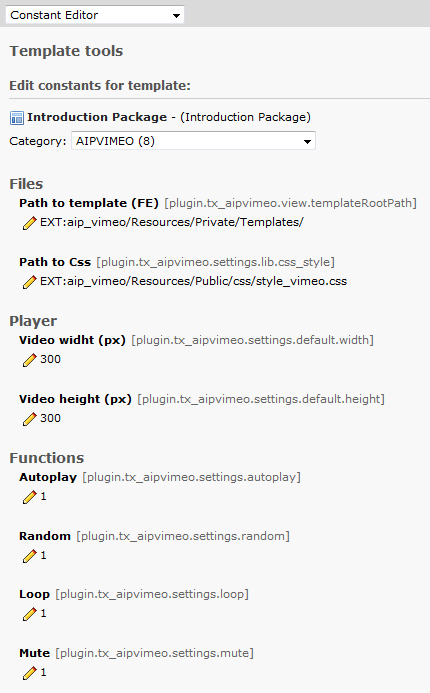 Constant Editor
Template tools
Edit constants for template:
Introduction Package - (Introduction Package)
Category: AIPVIMEO (8)
Files
Path to template (FE) [plugin.tx_aipvimeo.view.templateRootPath]
EXT:aip_vimeo/Resources/Private/Templates/
Path to Css [plugin.tx_aipvimeo.settings.lib.css_style]
EXT:aip_vimeo/Resources/Public/css/style_vimeo.css
Player
Video widht (px) [plugin.tx_aipvimeo.settings.default.width]
300
Video height (px) [plugin.tx_aipvimeo.settings.default.height]
300
Functions
Autoplay [plugin.tx_aipvimeo.settings.autoplay]
1
Random [plugin.tx_aipvimeo.settings.random]
1
Loop [plugin.tx_aipvimeo.settings.loop]
1
Mute [plugin.tx_aipvimeo.settings.mute]
1